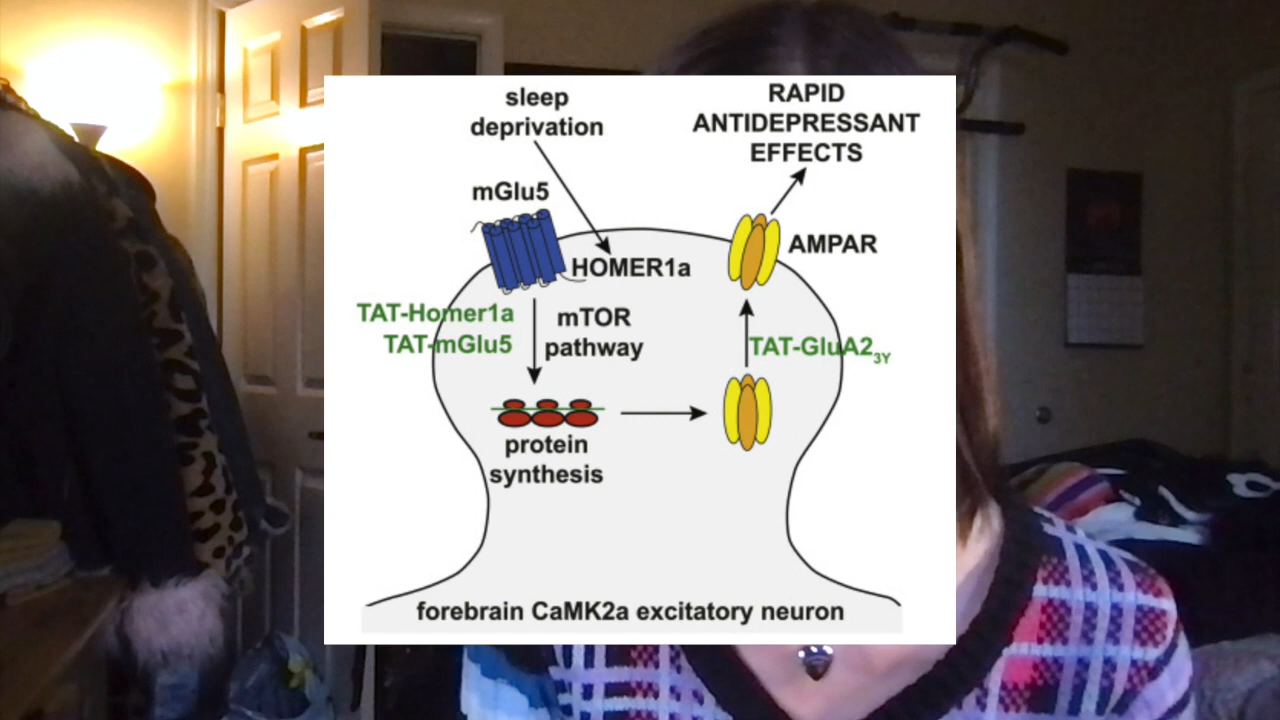 sleep
deprivation
RAPID
ANTIDEPRESSANT
EFFECTS
mGlu5
HOMER1a
AMPAR
TAT-Homer1a
TAT-mGlu5
mTOR
pathway
TAT-GluA23Y
protein
synthesis
forebrain CaMK2a excitatory neuron